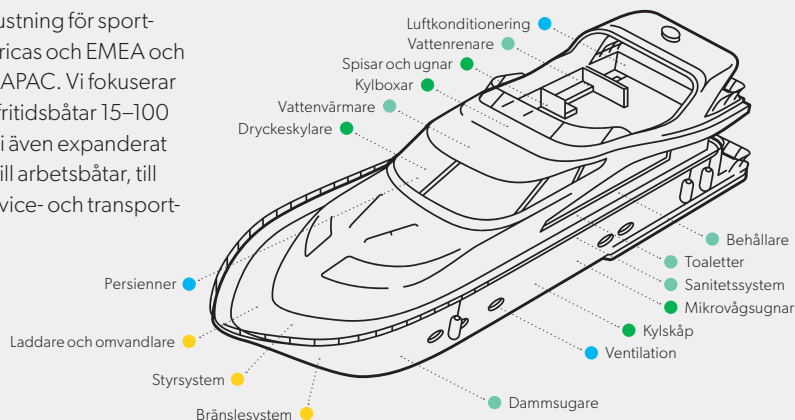 ustning för sport-
ricas och EMEA och
APAC. Vi fokuserar
fritidsbåtar 15–100
i även expanderat
ill arbetsbåtar, till
vice- och transport-
Luftkonditionering
Vattenrenare
Spisar och ugnar
Kylboxar
Vattenvärmare
Dryckeskylare
Persienner
Laddare och omvandlare
Styrsystem
Bränslesystem
Behållare
Toaletter
Sanitetssystem
Mikrovågsugnar
Kylskåp
Ventilation
Dammsugare